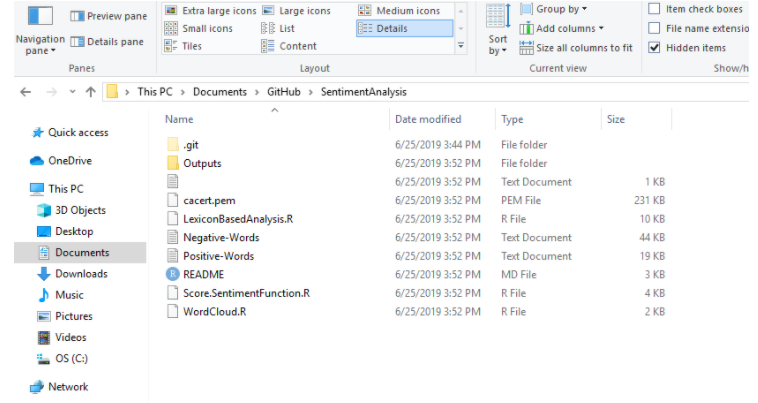 Extra large icons Large icons Medium icons Group by Item check boxes
Preview pane Small icons List Details Add columns File name extensio
Navigation pane Details pane Tiles Content Sort by Size all columns to fit Hidden items
Panes Layout Current view Show/h
This PC > Documents > GitHub > SentimentAnalysis
Name Date modified Type Size
Quick access
OneDrive
This PC
3D Objects
Desktop
Documents
Downloads
Music
Pictures
Videos
OS (C:)
Network
.git 6/25/2019 3:44 PM File folder
Outputs 6/25/2019 3:52 PM File folder
6/25/2019 3:52 PM Text Document 1 KB
cacert.pem 6/25/2019 3:52 PM PEM File 231 KB
LexiconBasedAnalysis.R 6/25/2019 3:52 PM R File 10 KB
Negative-Words 6/25/2019 3:52 PM Text Document 44 KB
Positive-Words 6/25/2019 3:52 PM Text Document 19 KB
R README 6/25/2019 3:52 PM MD File 3 KB
Score.SentimentFunction.R 6/25/2019 3:52 PM R File 4 KB
WordCloud.R 6/25/2019 3:52 PM R File 2 KB